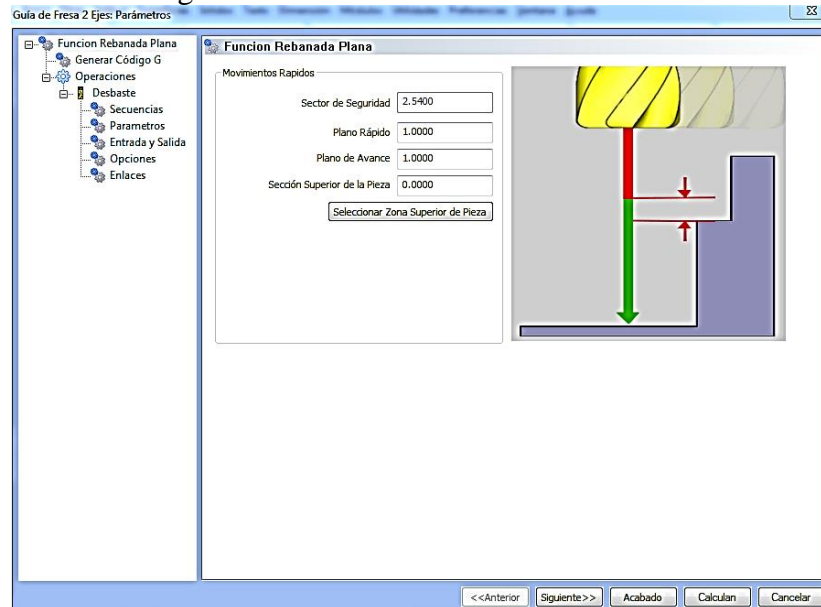 Guía de Fresa 2 Ejes: Parámetros
Funcion Rebanada Plana
Generar Código G
Operaciones
Desbaste
Secuencias
Parametros
Entrada y Salida
Opciones
Enlaces
Funcion Rebanada Plana
Movimientos Rapidos
Sector de Seguridad 2.5400
Plano Rápido 1.0000
Plano de Avance 1.0000
Sección Superior de la Pieza 0.0000
Seleccionar Zona Superior de Pieza
<<Anterior Siguiente>> Acabado Calculan Cancelar